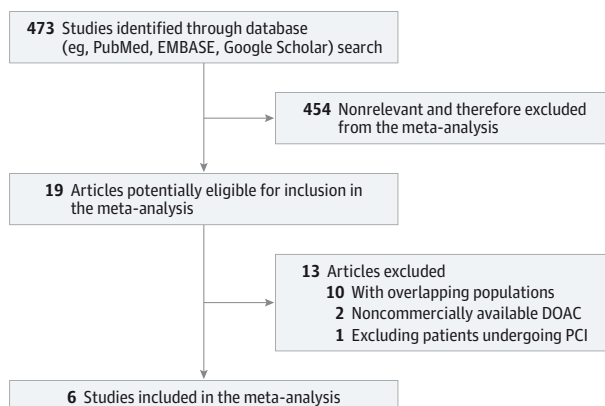 473 Studies identified through database
(eg, PubMed, EMBASE, Google Scholar) search
454 Nonrelevant and therefore excluded
from the meta-analysis
19 Articles potentially eligible for inclusion in
the meta-analysis
13 Articles excluded
10 With overlapping populations
2 Noncommercially available DOAC
1 Excluding patients undergoing PCI
6 Studies included in the meta-analysis